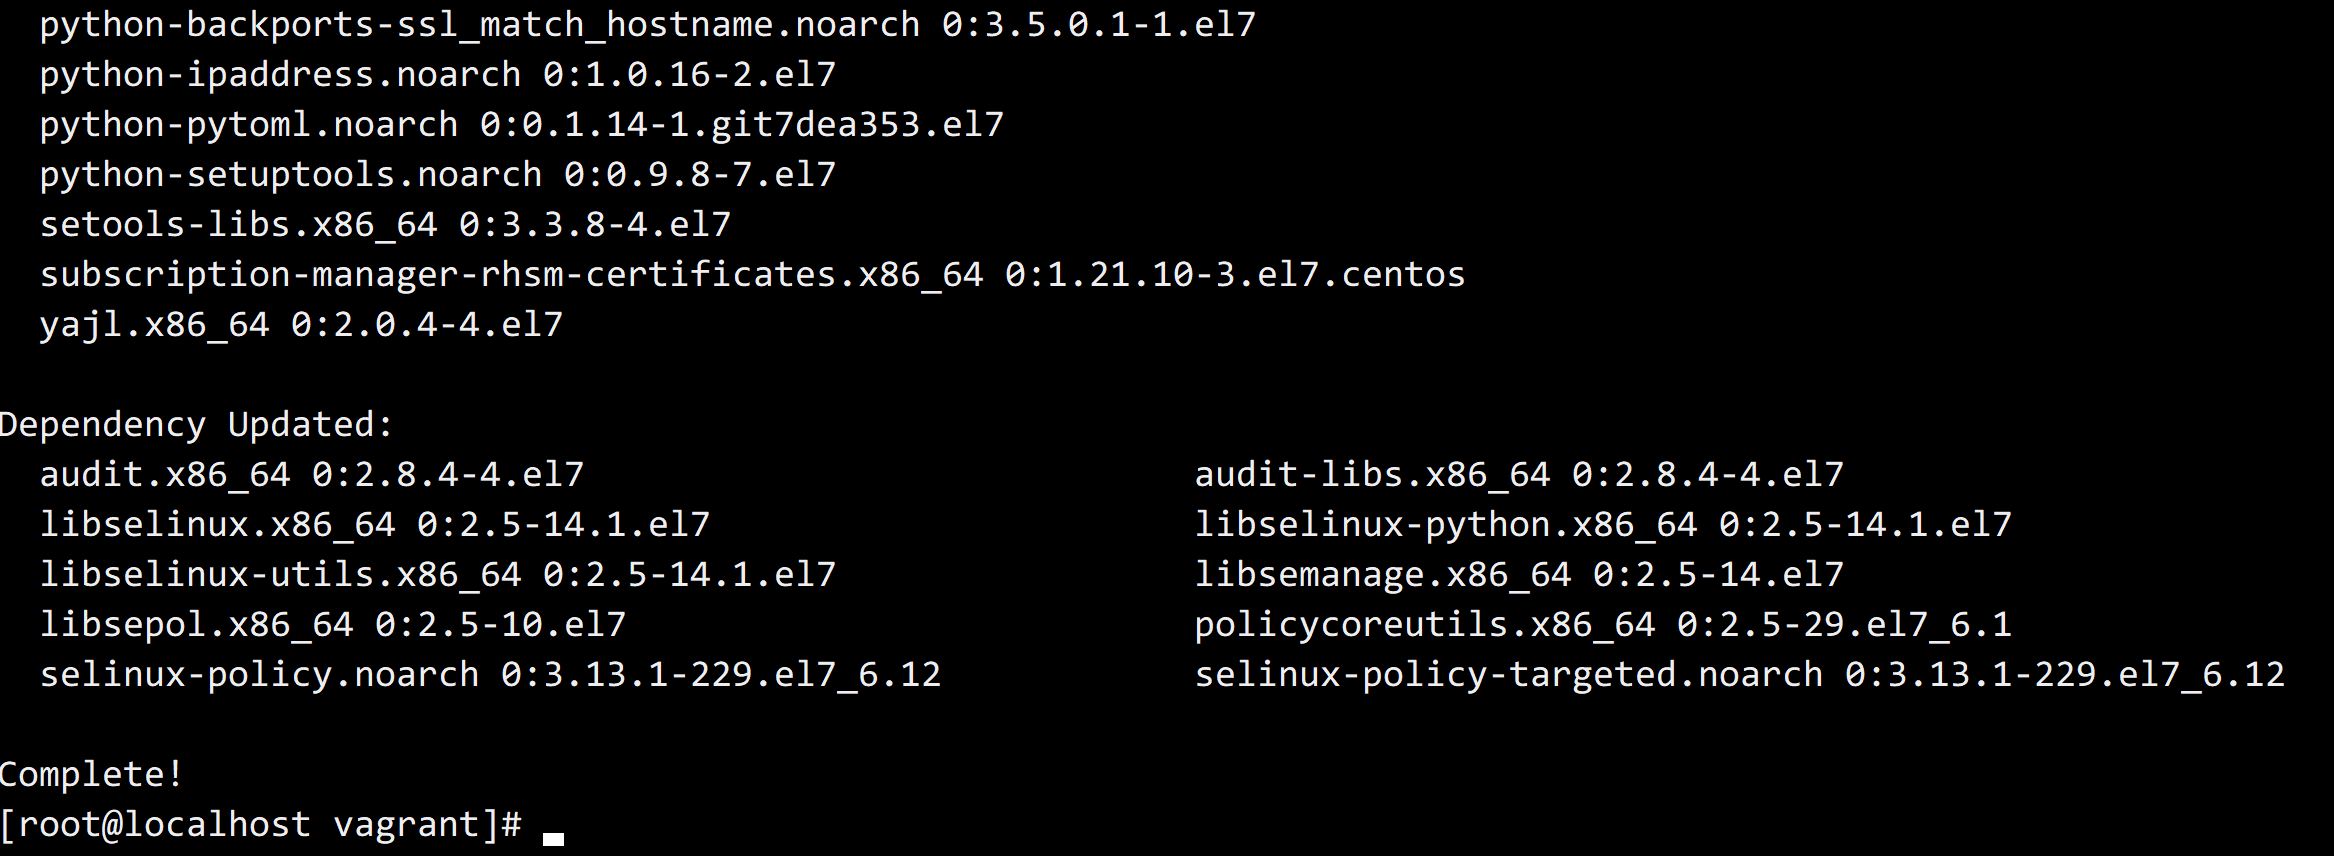 python-backports-ssl_match_hostname.noarch 0:3.5.0.1-1.el7
python-ipaddress.noarch 0:1.0.16-2.el7
python-pytoml.noarch 0:0.1.14-1.git7dea353.el7
python-setuptools.noarch 0:0.9.8-7.el7
setools-libs.x86_64 0:3.3.8-4.el7
subscription-manager-rhsm-certificates.x86_64 0:1.21.10-3.el7.centos
yajl.x86_64 0:2.0.4-4.el7
Dependency Updated:
audit.x86_64 0:2.8.4-4.el7 audit-libs.x86_64 0:2.8.4-4.el7
libselinux.x86_64 0:2.5-14.1.el7 libselinux-python.x86_64 0:2.5-14.1.el7
libselinux-utils.x86_64 0:2.5-14.1.el7 libsemanage.x86_64 0:2.5-14.el7
libsepol.x86_64 0:2.5-10.el7 policycoreutils.x86_64 0:2.5-29.el7_6.1
selinux-policy.noarch 0:3.13.1-229.el7_6.12 selinux-policy-targeted.noarch 0:3.13.1-229.el7_6.12
Complete!
[root@localhost vagrant]#